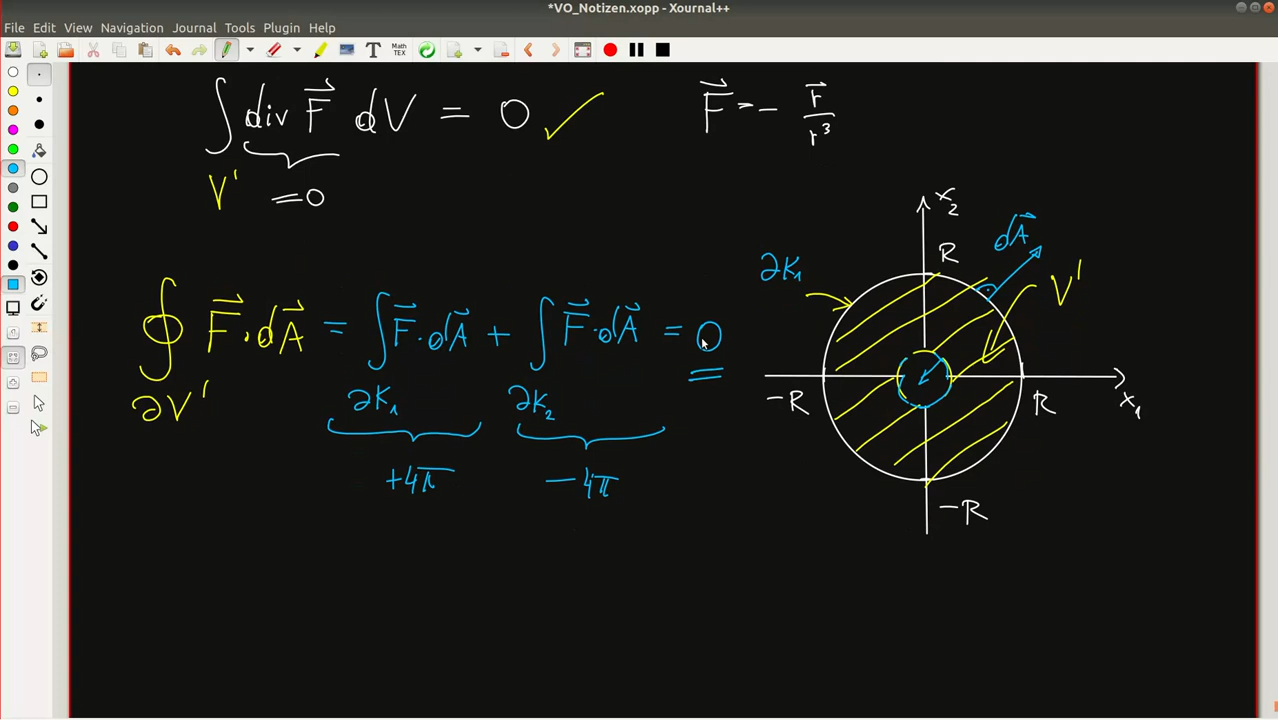 *VO_Notizen.xopp - Xournal++
File Edit View Navigation Journal Tools Plugin Help
∫ div F⃗ dV = 0 ✓
V' =0
F⃗ = - r⃗/r³
∮ F⃗·dA⃗ = ∫ F⃗·dA⃗ + ∫ F⃗·dA⃗ = 0
∂V' ∂K₁ ∂K₂
+4π -4π
x₂
dA⃗
R
∂K₁
V'
-R
R
x₁
-R